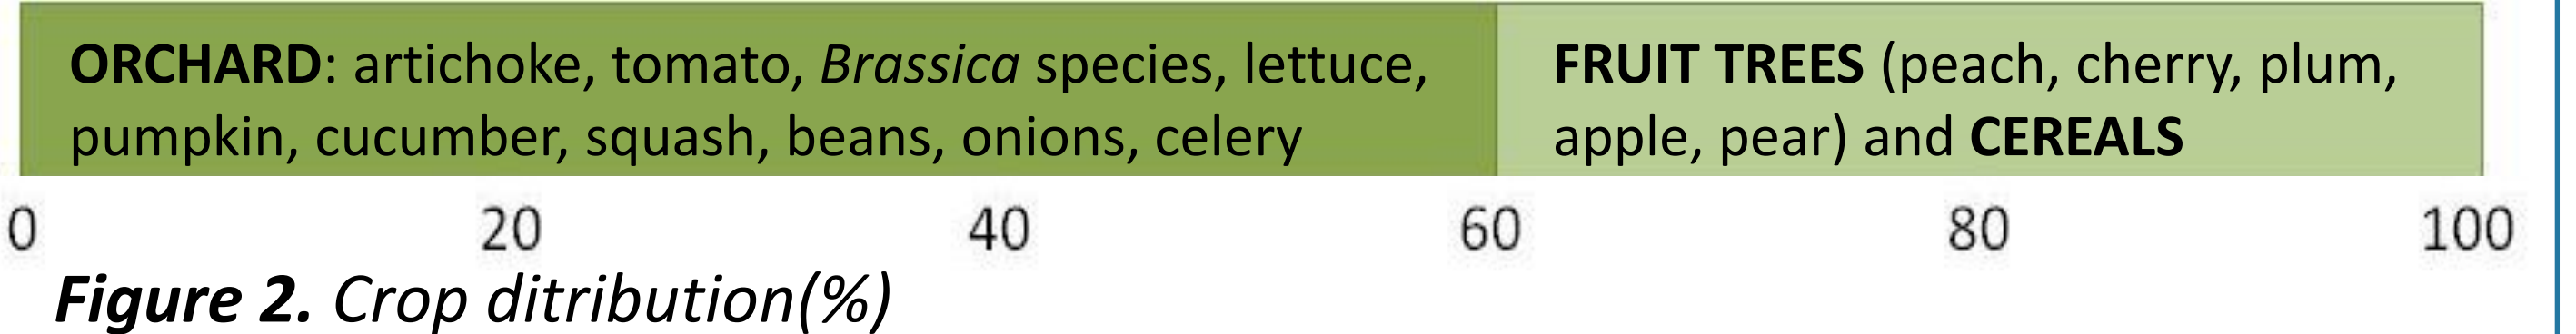 ORCHARD: artichoke, tomato, Brassica species, lettuce,
pumpkin, cucumber, squash, beans, onions, celery
FRUIT TREES (peach, cherry, plum,
apple, pear) and CEREALS
0 20 40 60 80 100
Figure 2. Crop ditribution(%)